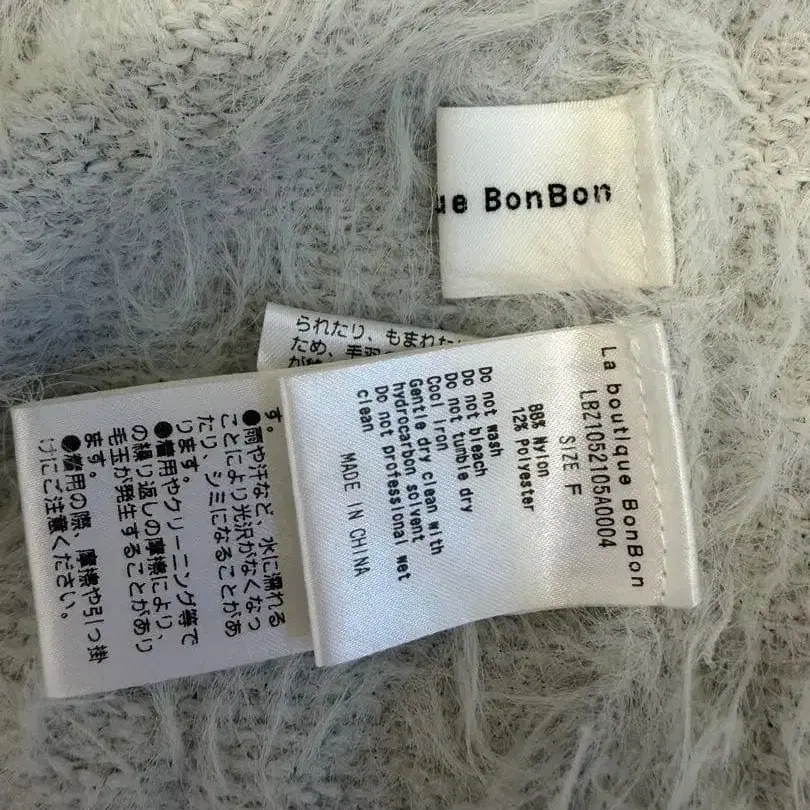 ue BonBon
La boutique BonBon
LBZ1052105A0004
SIZE F
88% Nylon
12% Polyester
Do not wash
Do not bleach
Do not tumble dry
Cool iron
Gentle dry clean with
hydrocarbon solvent
Do not professional wet
clean
MADE IN CHINA
られたり、もまれた
ため、毛羽
す。
●雨や汗など、水に濡れる
ことにより光沢がなくなっ
たり、シミになることがあ
ります。
●着用やクリーニング等で
の繰り返しの摩擦により、
毛玉が発生することがあり
ます。
●着用の際、摩擦や引っ掛
けにご注意ください。